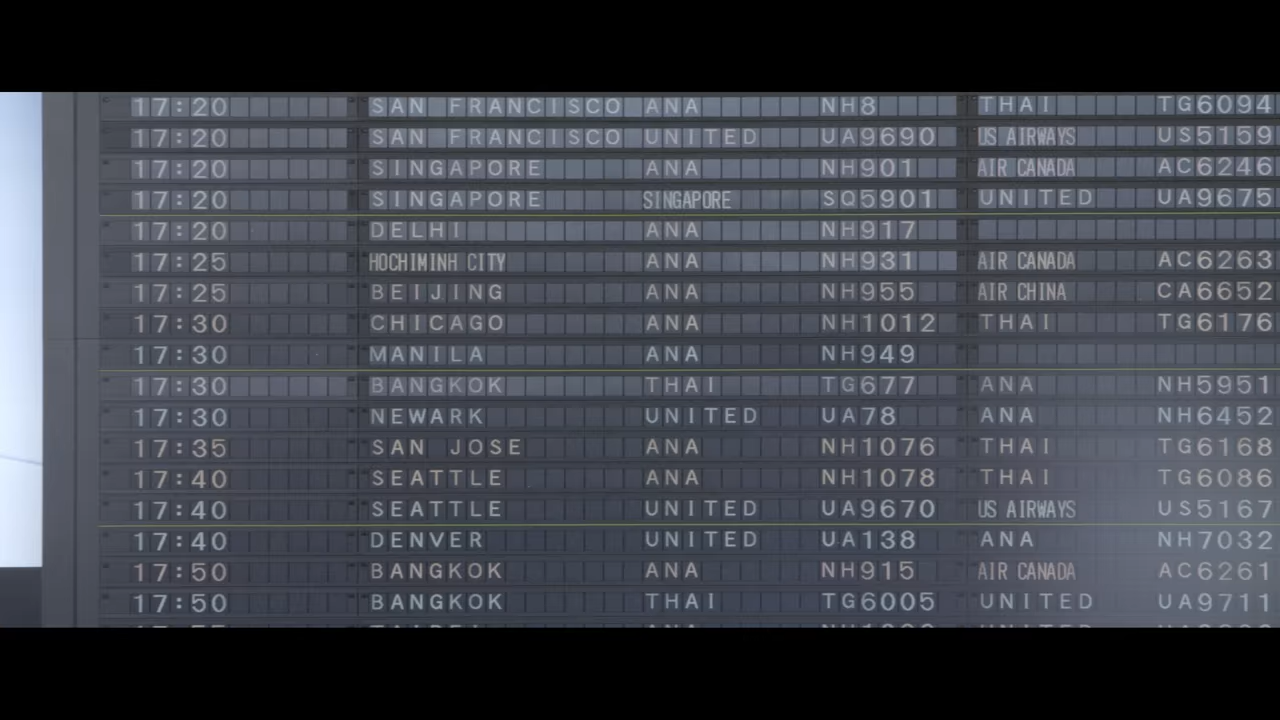 17:20 SAN FRANCISCO ANA NH8 THAI TG6094
17:20 SAN FRANCISCO UNITED UA9690 US AIRWAYS US5159
17:20 SINGAPORE ANA NH901 AIR CANADA AC6246
17:20 SINGAPORE SINGAPORE SQ5901 UNITED UA9675
17:20 DELHI ANA NH917
17:25 HOCHIMINH CITY ANA NH931 AIR CANADA AC6263
17:25 BEIJING ANA NH955 AIR CHINA CA6652
17:30 CHICAGO ANA NH1012 THAI TG6176
17:30 MANILA ANA NH949
17:30 BANGKOK THAI TG677 ANA NH5951
17:30 NEWARK UNITED UA78 ANA NH6452
17:35 SAN JOSE ANA NH1076 THAI TG6168
17:40 SEATTLE ANA NH1078 THAI TG6086
17:40 SEATTLE UNITED UA9670 US AIRWAYS US5167
17:40 DENVER UNITED UA138 ANA NH7032
17:50 BANGKOK ANA NH915 AIR CANADA AC6261
17:50 BANGKOK THAI TG6005 UNITED UA9711